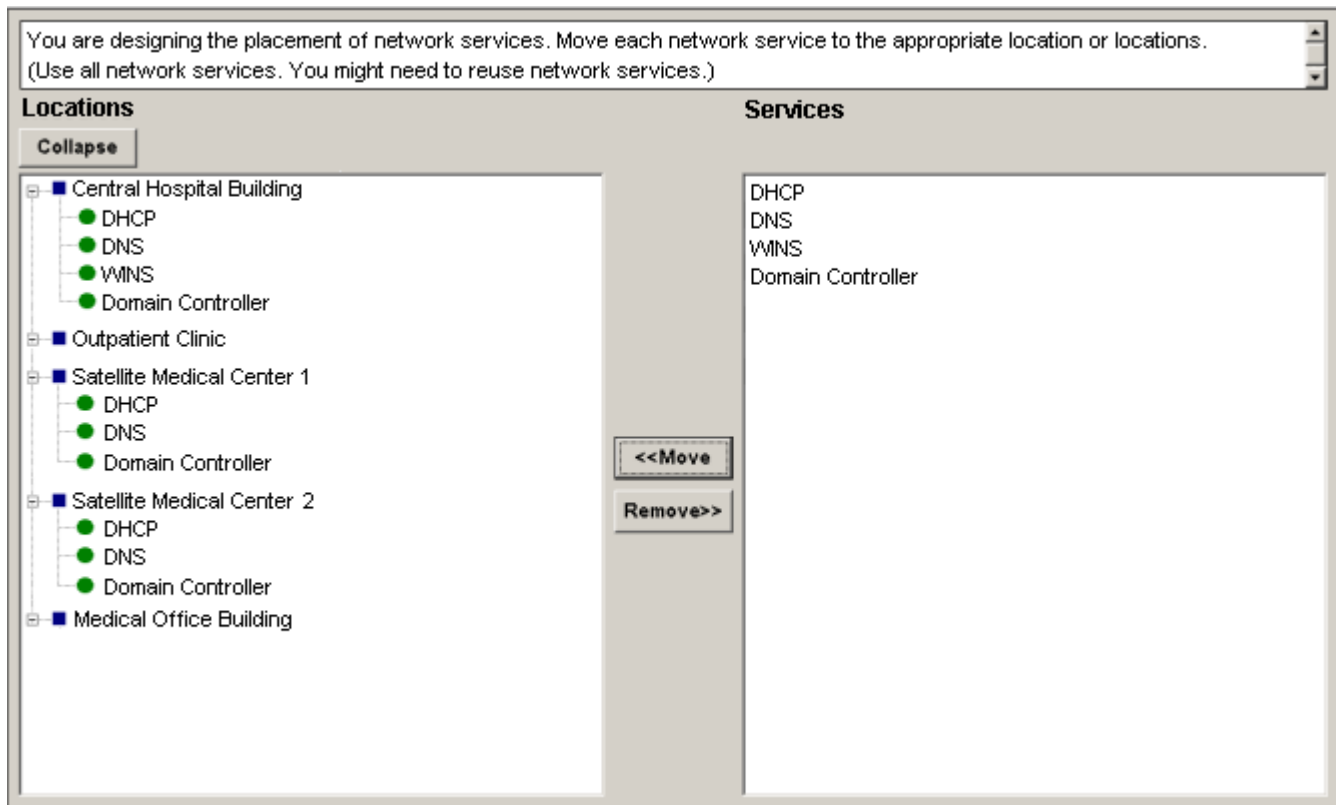 You are designing the placement of network services. Move each network service to the appropriate location or locations.
(Use all network services. You might need to reuse network services.)
Locations
Collapse
Central Hospital Building
DHCP
DNS
WINS
Domain Controller
Outpatient Clinic
Satellite Medical Center 1
DHCP
DNS
Domain Controller
Satellite Medical Center 2
DHCP
DNS
Domain Controller
Medical Office Building
<<Move
Remove>>
Services
DHCP
DNS
WINS
Domain Controller